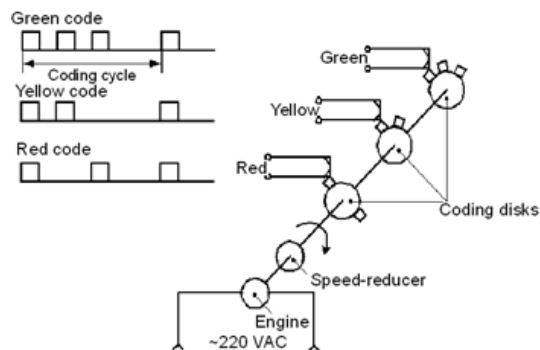 Green code
Coding cycle
Yellow code
Red code
Green
Yellow
Red
Coding disks
Speed-reducer
Engine
~220 VAC